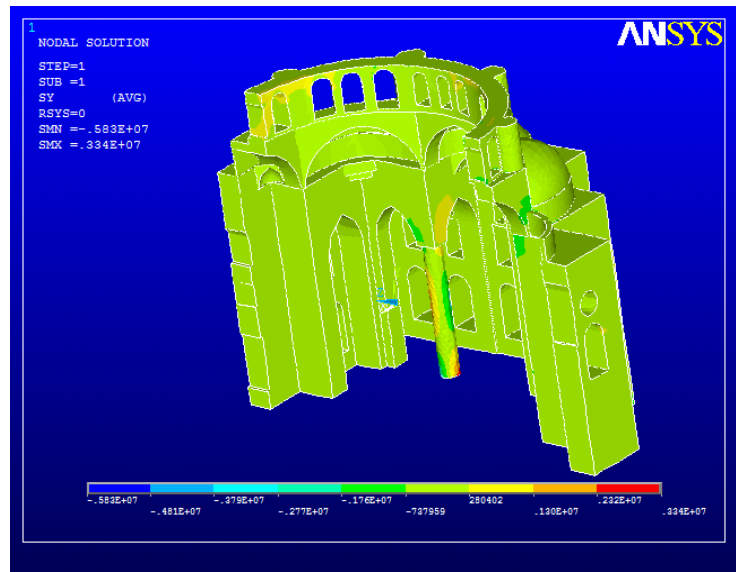 1
ANSYS
NODAL SOLUTION
STEP=1
SUB =1
SY (AVG)
RSYS=0
SMN =-.583E+07
SMX =.334E+07
-.583E+07 -.379E+07 -.176E+07 280402 .232E+07
-.481E+07 -.277E+07 -737959 .130E+07 .334E+07